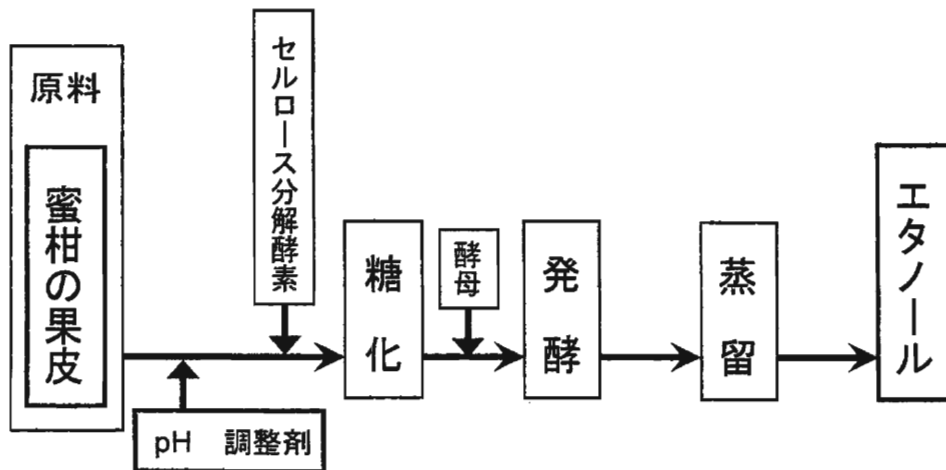 原料
蜜柑の果皮
pH 調整剤
セルロース分解酵素
糖化
酵母
発酵
蒸留
エタノール